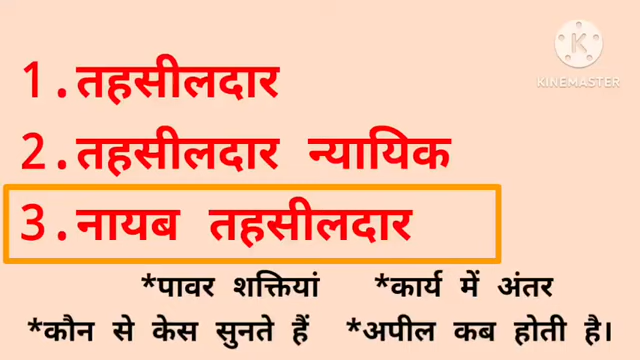 1.तहसीलदार
2.तहसीलदार न्यायिक
3.नायब तहसीलदार
*पावर शक्तियां *कार्य में अंतर
*कौन से केस सुनते हैं *अपील कब होती है।
K
KINEMASTER